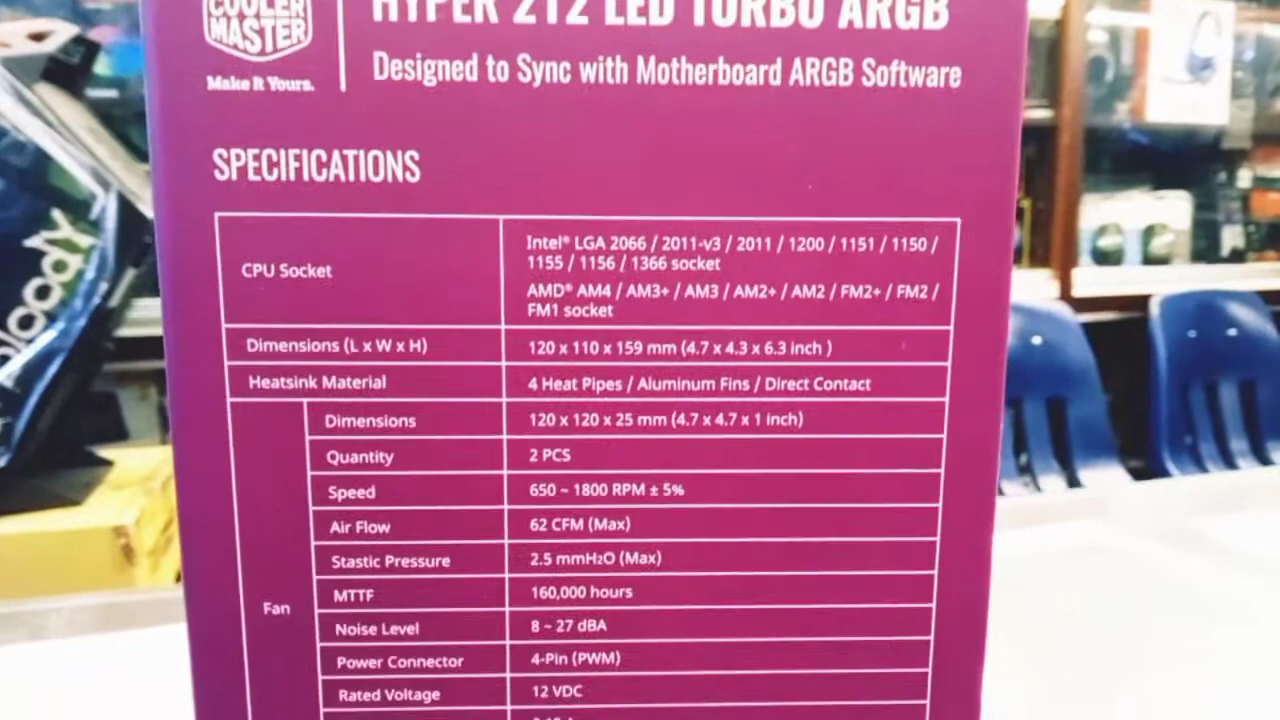 COOLER
MASTER
Make It Yours.
HYPER 212 LED TURBO ARGB
Designed to Sync with Motherboard ARGB Software
SPECIFICATIONS
CPU Socket
Intel® LGA 2066 / 2011-v3 / 2011 / 1200 / 1151 / 1150 /
1155 / 1156 / 1366 socket
AMD® AM4 / AM3+ / AM3 / AM2+ / AM2 / FM2+ / FM2 /
FM1 socket
Dimensions (L x W x H)
120 x 110 x 159 mm (4.7 x 4.3 x 6.3 inch )
Heatsink Material
4 Heat Pipes / Aluminum Fins / Direct Contact
Fan
Dimensions
120 x 120 x 25 mm (4.7 x 4.7 x 1 inch)
Quantity
2 PCS
Speed
650 ~ 1800 RPM ± 5%
Air Flow
62 CFM (Max)
Stastic Pressure
2.5 mmH₂O (Max)
MTTF
160,000 hours
Noise Level
8 ~ 27 dBA
Power Connector
4-Pin (PWM)
Rated Voltage
12 VDC
bloody